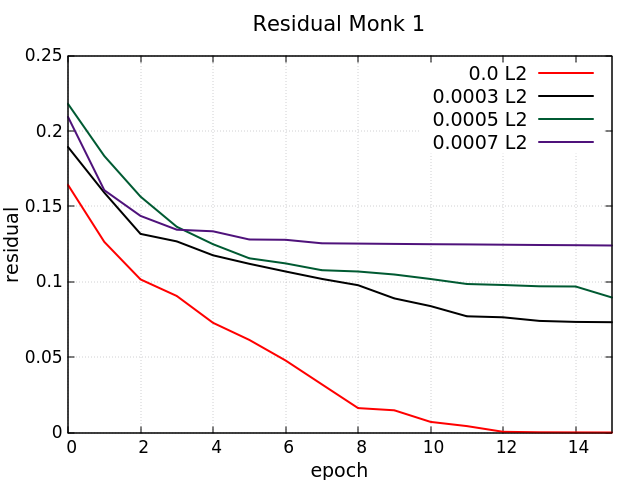 Residual Monk 1
0.25
0.2
0.15
0.1
0.05
0
residual
0.0 L2
0.0003 L2
0.0005 L2
0.0007 L2
0 2 4 6 8 10 12 14
epoch